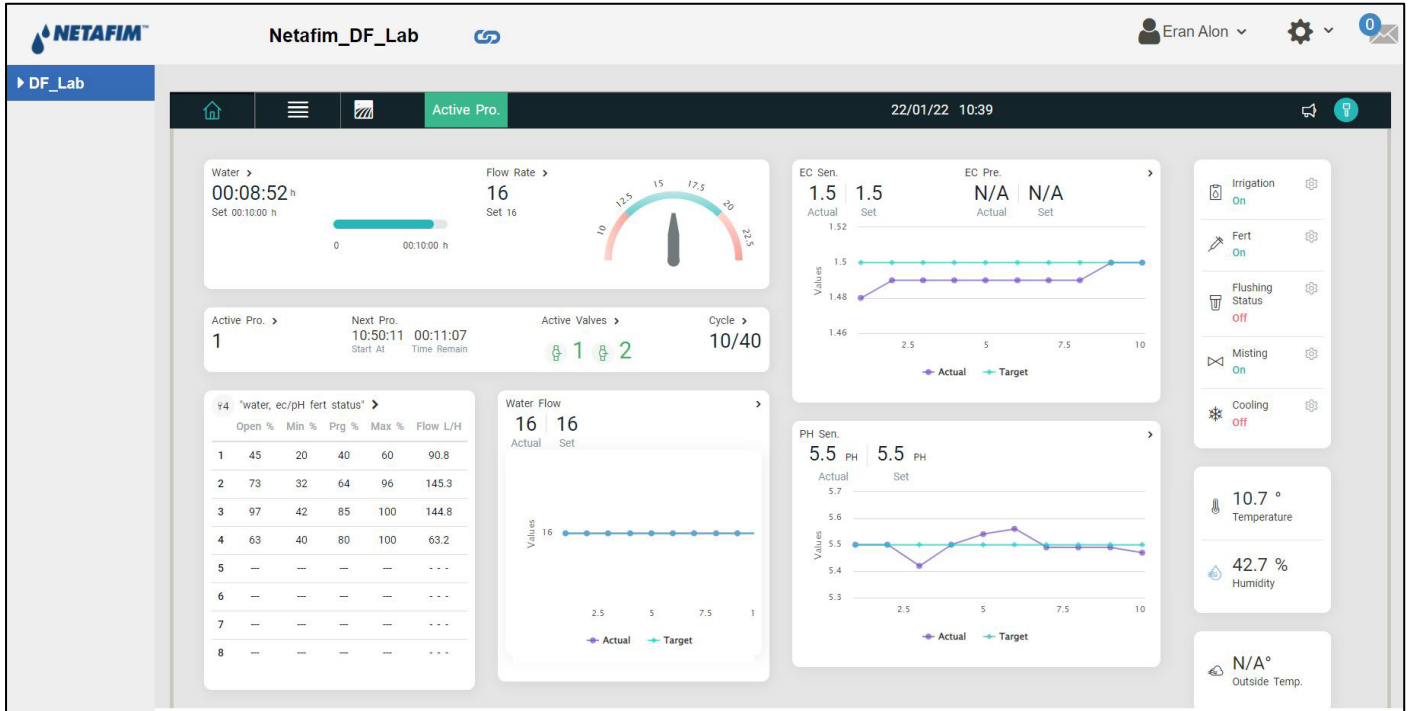 NETAFIM™
Netafim_DF_Lab
Eran Alon
0
DF_Lab
Active Pro.
22/01/22 10:39
Water >
00:08:52 h
Set 00:10:00 h
0 00:10:00 h
Flow Rate >
16
Set 16
10 12.5 15 17.5 20 22.5
Active Pro. >
1
Next Pro.
10:50:11 00:11:07
Start At Time Remain
Active Valves >
1 2
Cycle >
10/40
4 "water, ec/pH fert status" >
Open % Min % Prg % Max % Flow L/H
1 45 20 40 60 90.8
2 73 32 64 96 145.3
3 97 42 85 100 144.8
4 63 40 80 100 63.2
5 --- --- --- --- - - -
6 --- --- --- --- - - -
7 --- --- --- --- - - -
8 --- --- --- --- - - -
Water Flow >
16 16
Actual Set
Values
16
2.5 5 7.5 1
Actual Target
EC Sen. EC Pre. >
1.5 1.5 N/A N/A
Actual Set Actual Set
1.52
1.5
1.48
1.46
Values
2.5 5 7.5 10
Actual Target
PH Sen. >
5.5 PH 5.5 PH
Actual Set
5.7
5.6
5.5
5.4
5.3
Values
2.5 5 7.5 10
Actual Target
Irrigation
On
Fert
On
Flushing
Status
Off
Misting
On
Cooling
Off
10.7 °
Temperature
42.7 %
Humidity
N/A°
Outside Temp.